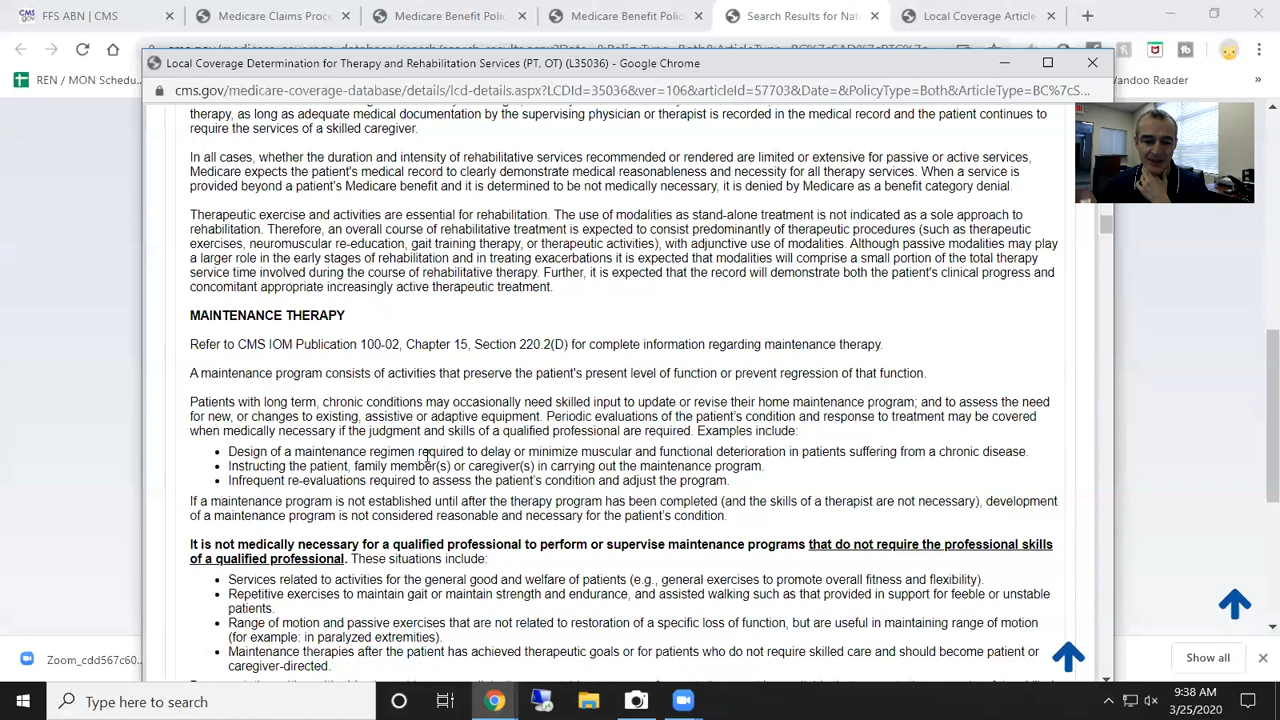 FFS ABN | CMS
Medicare Claims Proce
Medicare Benefit Polic
Medicare Benefit Polic
Search Results for Nat
Local Coverage Article
REN / MON Schedu
andoo Reader
Local Coverage Determination for Therapy and Rehabilitation Services (PT, OT) (L35036) - Google Chrome
cms.gov/medicare-coverage-database/details/lcd-details.aspx?LCDId=35036&ver=106&articleId=57703&Date=&PolicyType=Both&ArticleType=BC%7cS...
therapy, as long as adequate medical documentation by the supervising physician or therapist is recorded in the medical record and the patient continues to
require the services of a skilled caregiver.
In all cases, whether the duration and intensity of rehabilitative services recommended or rendered are limited or extensive for passive or active services,
Medicare expects the patient's medical record to clearly demonstrate medical reasonableness and necessity for all therapy services. When a service is
provided beyond a patient's Medicare benefit and it is determined to be not medically necessary, it is denied by Medicare as a benefit category denial.
Therapeutic exercise and activities are essential for rehabilitation. The use of modalities as stand-alone treatment is not indicated as a sole approach to
rehabilitation. Therefore, an overall course of rehabilitative treatment is expected to consist predominantly of therapeutic procedures (such as therapeutic
exercises, neuromuscular re-education, gait training therapy, or therapeutic activities), with adjunctive use of modalities. Although passive modalities may play
a larger role in the early stages of rehabilitation and in treating exacerbations it is expected that modalities will comprise a small portion of the total therapy
service time involved during the course of rehabilitative therapy. Further, it is expected that the record will demonstrate both the patient's clinical progress and
concomitant appropriate increasingly active therapeutic treatment.
MAINTENANCE THERAPY
Refer to CMS IOM Publication 100-02, Chapter 15, Section 220.2(D) for complete information regarding maintenance therapy.
A maintenance program consists of activities that preserve the patient's present level of function or prevent regression of that function.
Patients with long term, chronic conditions may occasionally need skilled input to update or revise their home maintenance program; and to assess the need
for new, or changes to existing, assistive or adaptive equipment. Periodic evaluations of the patient's condition and response to treatment may be covered
when medically necessary if the judgment and skills of a qualified professional are required. Examples include:
• Design of a maintenance regimen required to delay or minimize muscular and functional deterioration in patients suffering from a chronic disease.
• Instructing the patient, family member(s) or caregiver(s) in carrying out the maintenance program.
• Infrequent re-evaluations required to assess the patient's condition and adjust the program.
If a maintenance program is not established until after the therapy program has been completed (and the skills of a therapist are not necessary), development
of a maintenance program is not considered reasonable and necessary for the patient's condition.
It is not medically necessary for a qualified professional to perform or supervise maintenance programs that do not require the professional skills
of a qualified professional. These situations include:
• Services related to activities for the general good and welfare of patients (e.g., general exercises to promote overall fitness and flexibility).
• Repetitive exercises to maintain gait or maintain strength and endurance, and assisted walking such as that provided in support for feeble or unstable
patients.
• Range of motion and passive exercises that are not related to restoration of a specific loss of function, but are useful in maintaining range of motion
(for example: in paralyzed extremities).
• Maintenance therapies after the patient has achieved therapeutic goals or for patients who do not require skilled care and should become patient or
caregiver-directed.
Zoom_cdd567c60
Show all
Type here to search
9:38 AM
3/25/2020